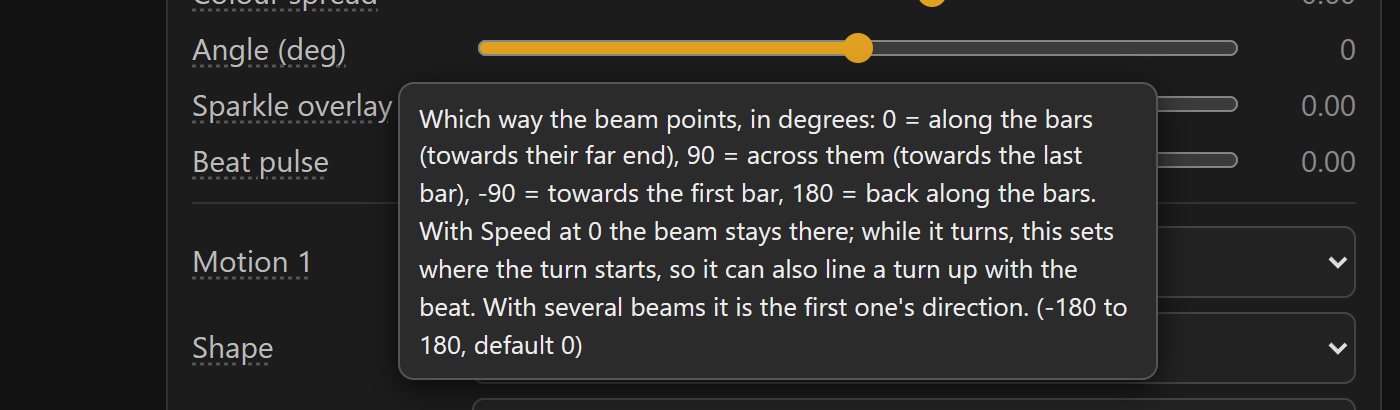 Colour spread
0.00
Angle (deg)
0
Sparkle overlay
0.00
Beat pulse
0.00
Which way the beam points, in degrees: 0 = along the bars
(towards their far end), 90 = across them (towards the last
bar), -90 = towards the first bar, 180 = back along the bars.
With Speed at 0 the beam stays there; while it turns, this sets
where the turn starts, so it can also line a turn up with the
beat. With several beams it is the first one's direction. (-180 to
180, default 0)
Motion 1
Shape